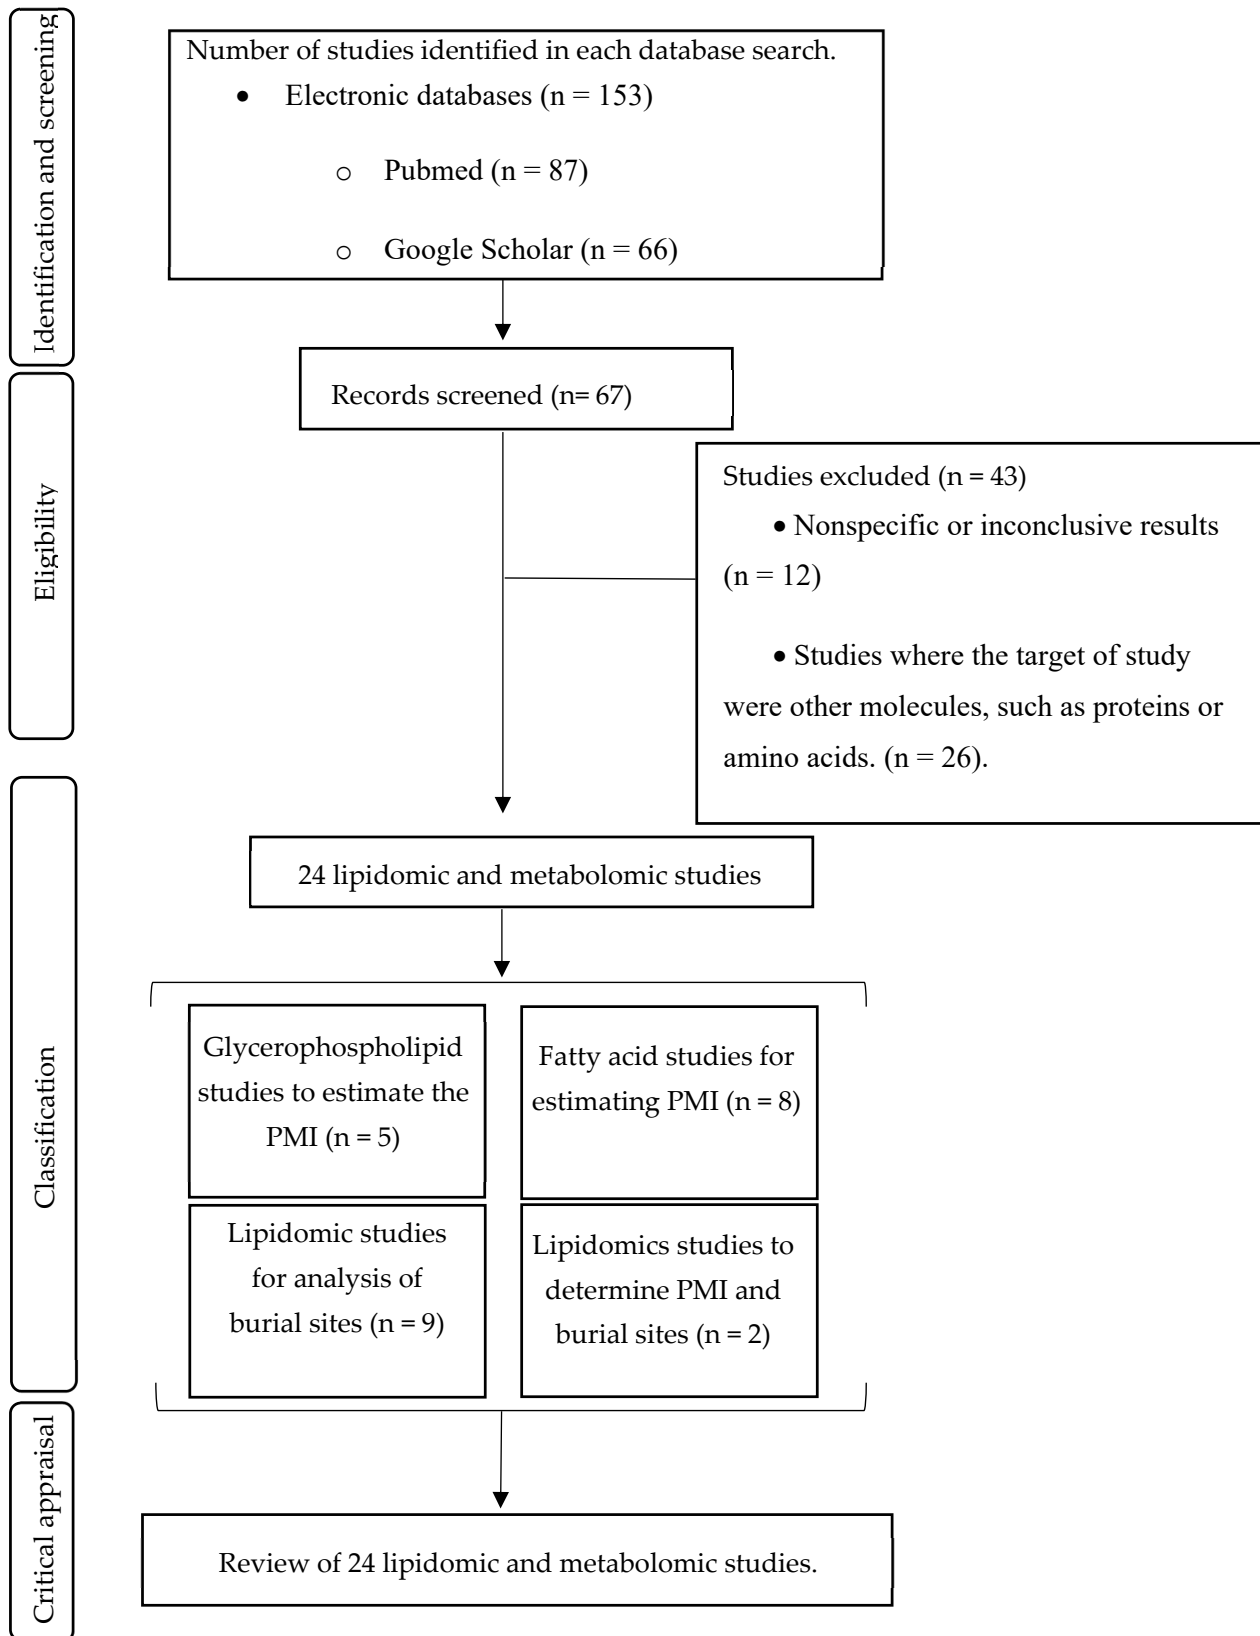 Identification and screening
Number of studies identified in each database search.
• Electronic databases (n = 153)
o Pubmed (n = 87)
o Google Scholar (n = 66)
Eligibility
Records screened (n= 67)
Studies excluded (n = 43)
• Nonspecific or inconclusive results
(n = 12)
• Studies where the target of study
were other molecules, such as proteins or
amino acids. (n = 26).
Classification
24 lipidomic and metabolomic studies
Glycerophospholipid
studies to estimate the
PMI (n = 5)
Fatty acid studies for
estimating PMI (n = 8)
Lipidomic studies
for analysis of
burial sites (n = 9)
Lipidomics studies to
determine PMI and
burial sites (n = 2)
Critical appraisal
Review of 24 lipidomic and metabolomic studies.